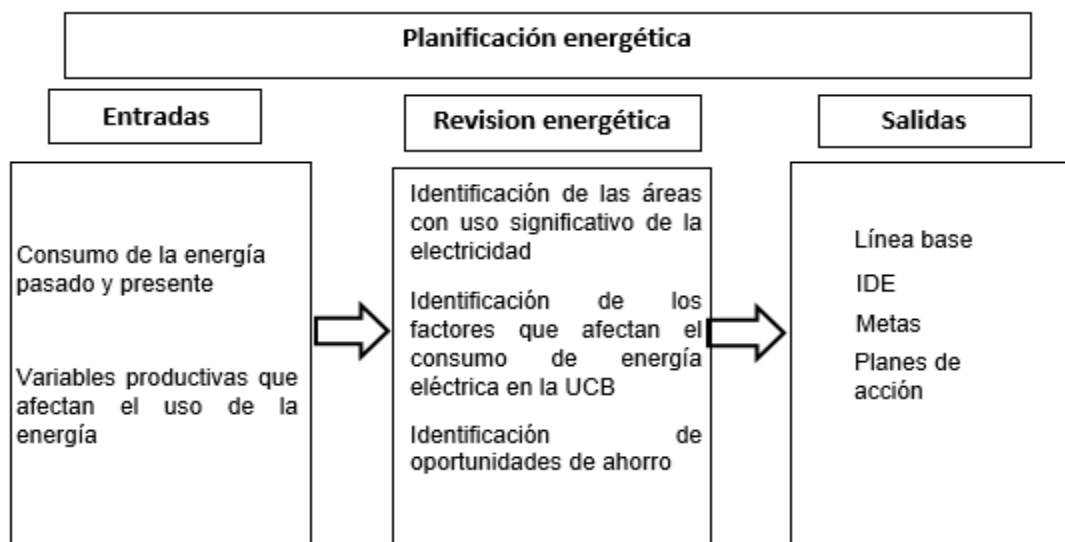 Planificación energética
Entradas
Revision energética
Salidas
Consumo de la energía
pasado y presente
Variables productivas que
afectan el uso de la
energía
Identificación de las áreas
con uso significativo de la
electricidad
Identificación de los
factores que afectan el
consumo de energía
eléctrica en la UCB
Identificación de
oportunidades de ahorro
Línea base
IDE
Metas
Planes de
acción